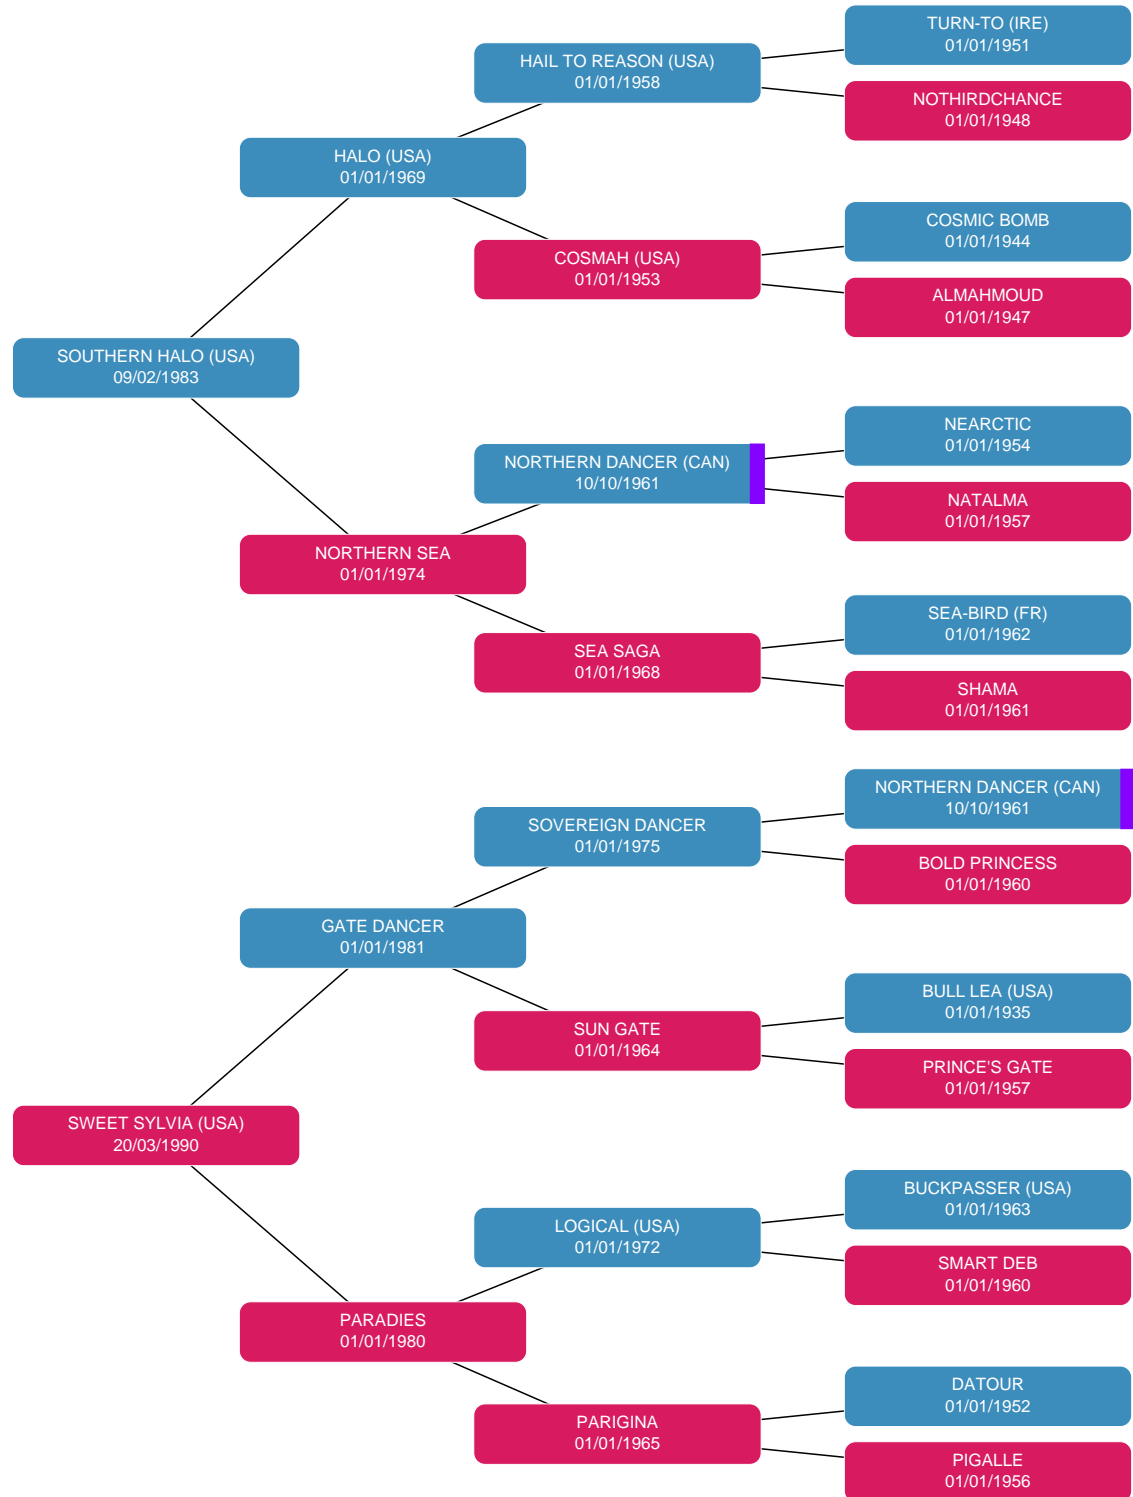 TURN-TO (IRE)
01/01/1951
HAIL TO REASON (USA)
01/01/1958
NOTHIRDCHANCE
01/01/1948
HALO (USA)
01/01/1969
COSMIC BOMB
01/01/1944
COSMAH (USA)
01/01/1953
ALMAHMOUD
01/01/1947
SOUTHERN HALO (USA)
09/02/1983
NEARCTIC
01/01/1954
NORTHERN DANCER (CAN)
10/10/1961
NATALMA
01/01/1957
NORTHERN SEA
01/01/1974
SEA-BIRD (FR)
01/01/1962
SEA SAGA
01/01/1968
SHAMA
01/01/1961
NORTHERN DANCER (CAN)
10/10/1961
SOVEREIGN DANCER
01/01/1975
BOLD PRINCESS
01/01/1960
GATE DANCER
01/01/1981
BULL LEA (USA)
01/01/1935
SUN GATE
01/01/1964
PRINCE'S GATE
01/01/1957
SWEET SYLVIA (USA)
20/03/1990
BUCKPASSER (USA)
01/01/1963
LOGICAL (USA)
01/01/1972
SMART DEB
01/01/1960
PARADIES
01/01/1980
DATOUR
01/01/1952
PARIGINA
01/01/1965
PIGALLE
01/01/1956